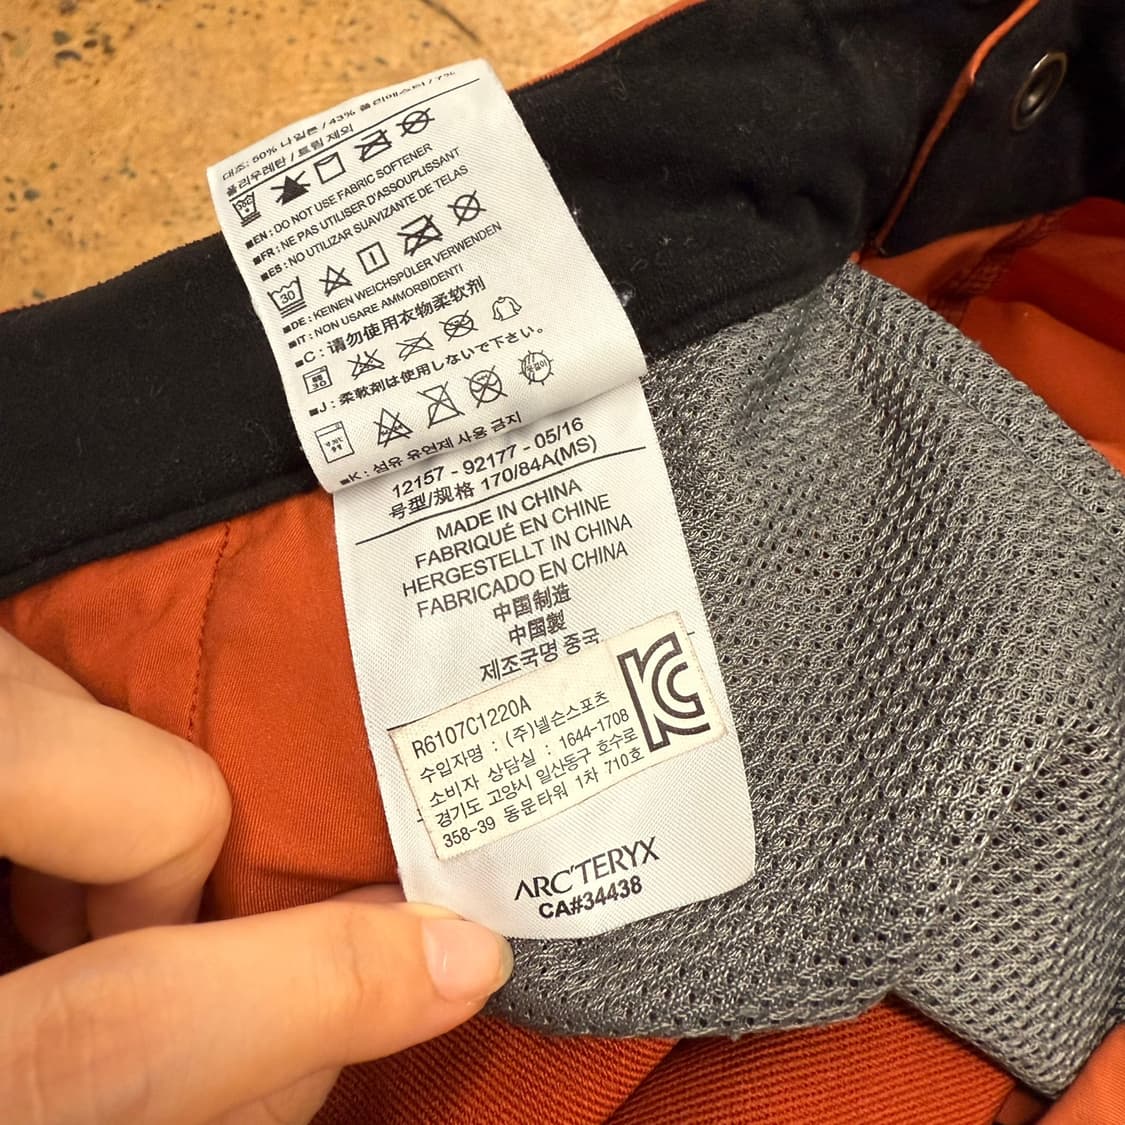 대조: 50% 나일론 / 43% 폴리에스터 / 7%
폴리우레탄 / 트림 제외
30C
■EN : DO NOT USE FABRIC SOFTENER
■FR : NE PAS UTILISER D'ASSOUPLISSANT
■ES : NO UTILIZAR SUAVIZANTE DE TELAS
30
■DE : KEINEN WEICHSPÜLER VERWENDEN
■IT : NON USARE AMMORBIDENTI
■C : 请勿使用衣物柔软剂
30
■J : 柔軟剤は使用しないで下さい。
■K : 섬유 유연제 사용 금지
12157 - 92177 - 05/16
号型/规格 170/84A(MS)
MADE IN CHINA
FABRIQUÉ EN CHINE
HERGESTELLT IN CHINA
FABRICADO EN CHINA
中国制造
中国製
제조국명 중국
R6107C1220A
수입자명 : (주)넬슨스포츠
소비자 상담실 : 1644-1708
경기도 고양시 일산동구 호수로
358-39 동문타워 1차 710호
ARC'TERYX
CA#34438